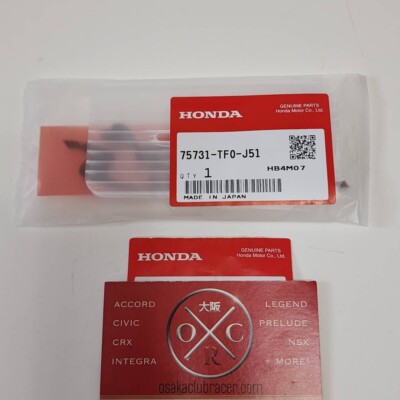 GENUINE PARTS
HONDA Honda Motor Co., Ltd.
75731-TF0-J51
QTY 1 HB4M07
MADE IN JAPAN
GENUINE PARTS
HONDA Honda Motor Co., Ltd.
ACCORD 大阪 LEGEND
CIVIC O C PRELUDE
CRX R NSX
INTEGRA + MORE!
osakaclubracer.com